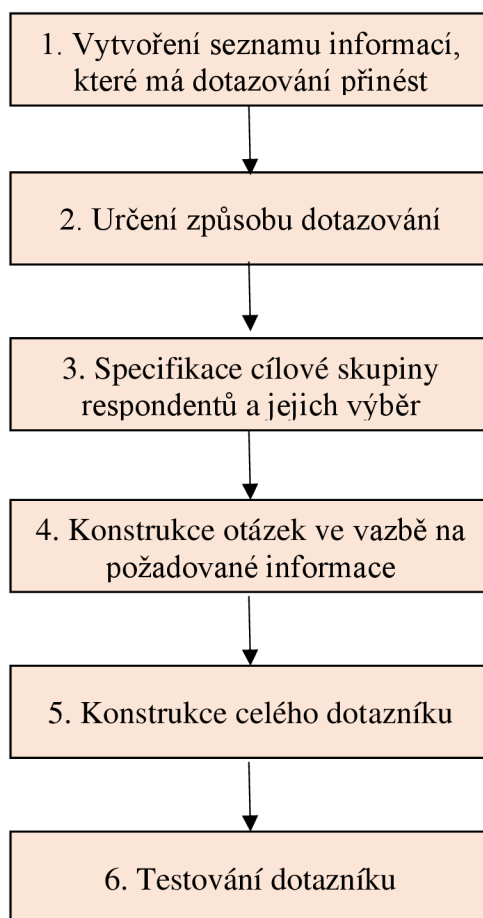 1. Vytvoření seznamu informací,
které má dotazování přinést
2. Určení způsobu dotazování
3. Specifikace cílové skupiny
respondentů a jejich výběr
4. Konstrukce otázek ve vazbě na
požadované informace
5. Konstrukce celého dotazníku
6. Testování dotazníku